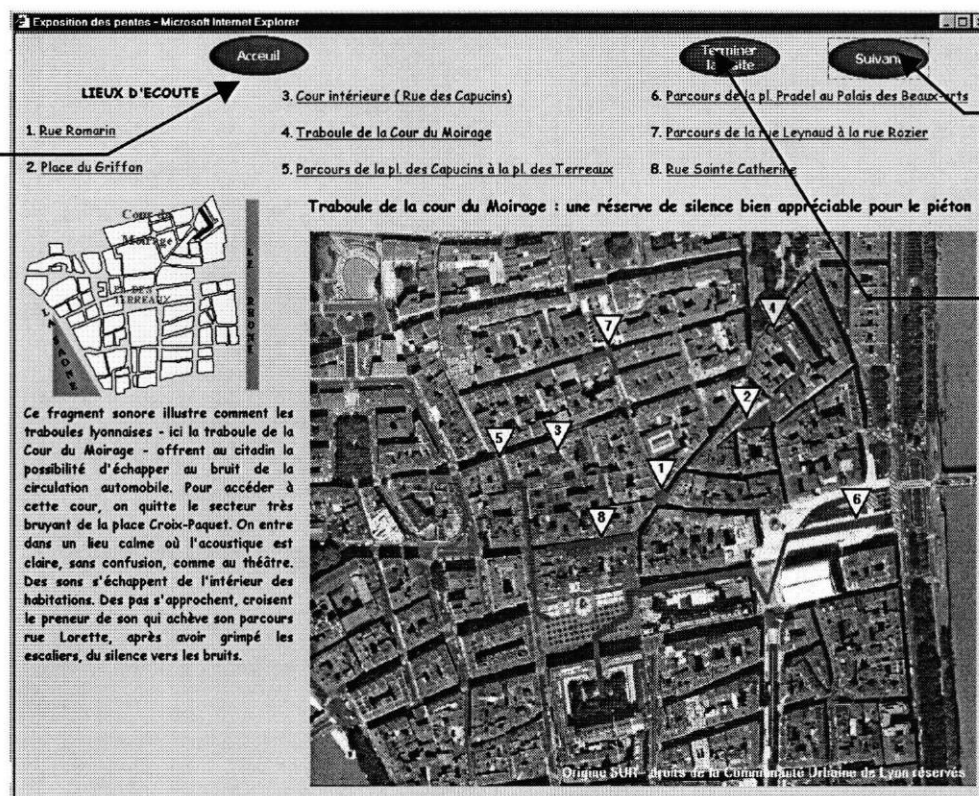 Exposition des pentes - Microsoft Internet Explorer
Acceuil
Terminer
la site
Suivant
LIEUX D'ECOUTE
1. Rue Romarin
2. Place du Griffon
3. Cour intérieure ( Rue des Capucins)
4. Traboule de la Cour du Moirage
5. Parcours de la pl. des Capucins à la pl. des Terreaux
6. Parcours de la pl. Pradel au Palais des Beaux-arts
7. Parcours de la rue Leynaud à la rue Rozier
8. Rue Sainte Catherine
Cour du
Moirage
PL. DES
TERREAUX
LA SAONE
LE RHONE
Traboule de la cour du Moirage : une réserve de silence bien appréciable pour le piéton
Ce fragment sonore illustre comment les
traboules lyonnaises - ici la traboule de la
Cour du Moirage - offrent au citadin la
possibilité d'échapper au bruit de la
circulation automobile. Pour accéder à
cette cour, on quitte le secteur très
bruyant de la place Croix-Paquet. On entre
dans un lieu calme où l'acoustique est
claire, sans confusion, comme au théâtre.
Des sons s'échappent de l'intérieur des
habitations. Des pas s'approchent, croisent
le preneur de son qui achève son parcours
rue Lorette, après avoir grimpé les
escaliers, du silence vers les bruits.
7
4
2
3
5
1
6
8
Origine SUR - droits de la Communauté Urbaine de Lyon réservés